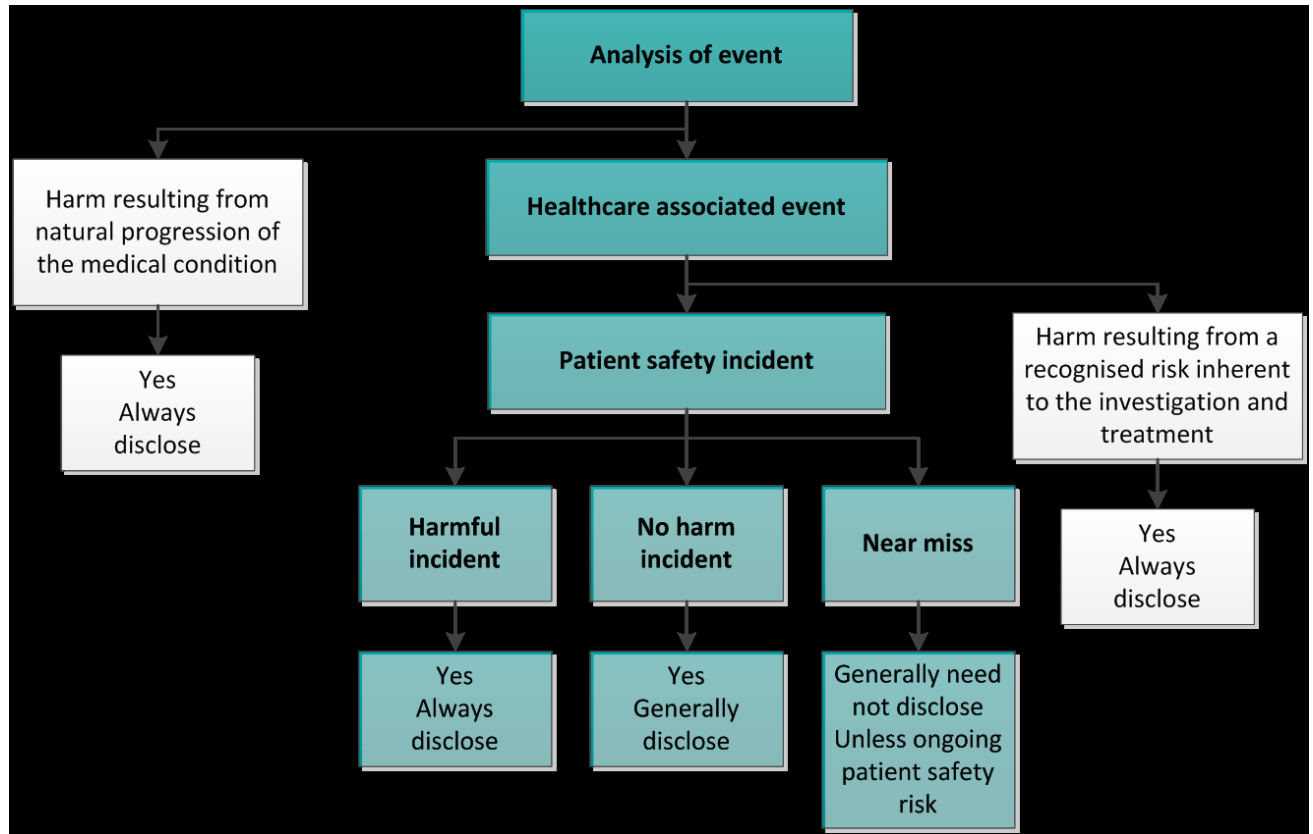 Analysis of event
Harm resulting from
natural progression of
the medical condition
Healthcare associated event
Yes
Always
disclose
Patient safety incident
Harm resulting from a
recognised risk inherent
to the investigation and
treatment
Harmful
incident
No harm
incident
Near miss
Yes
Always
disclose
Yes
Always
disclose
Yes
Generally
disclose
Generally need
not disclose
Unless ongoing
patient safety
risk